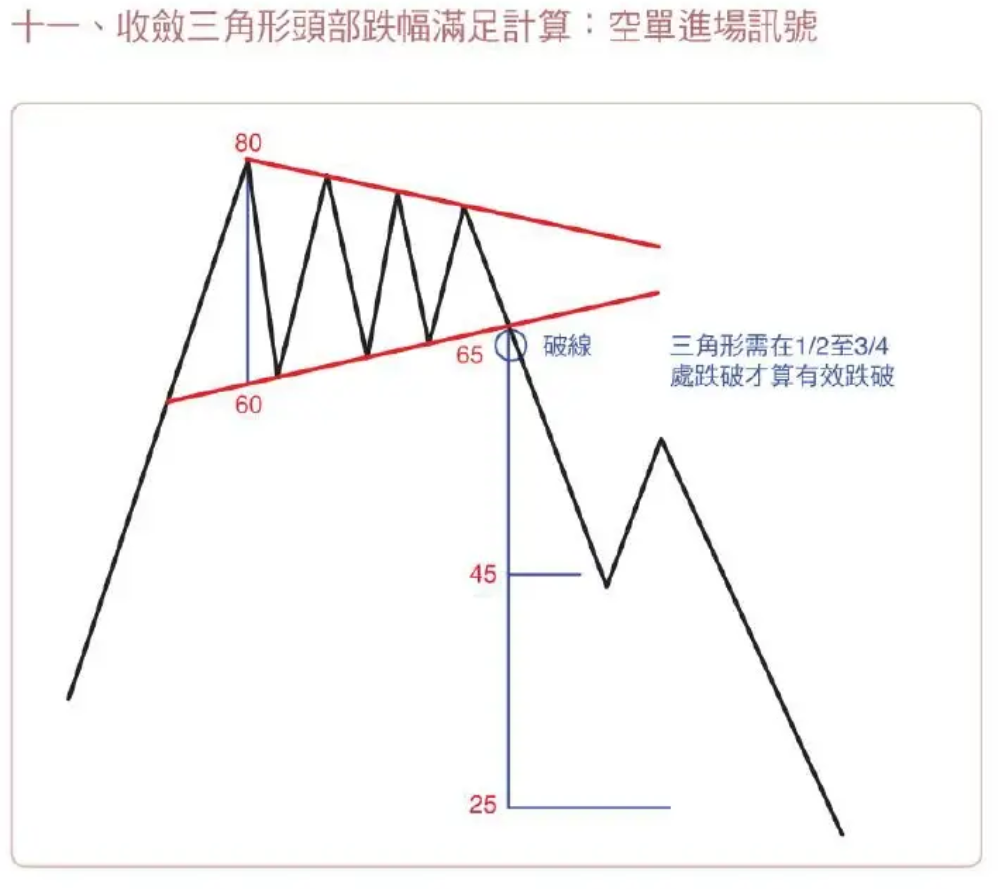 十一、收斂三角形頭部跌幅滿足計算：空單進場訊號
80
60
65
破線
三角形需在1/2至3/4
處跌破才算有效跌破
45
25